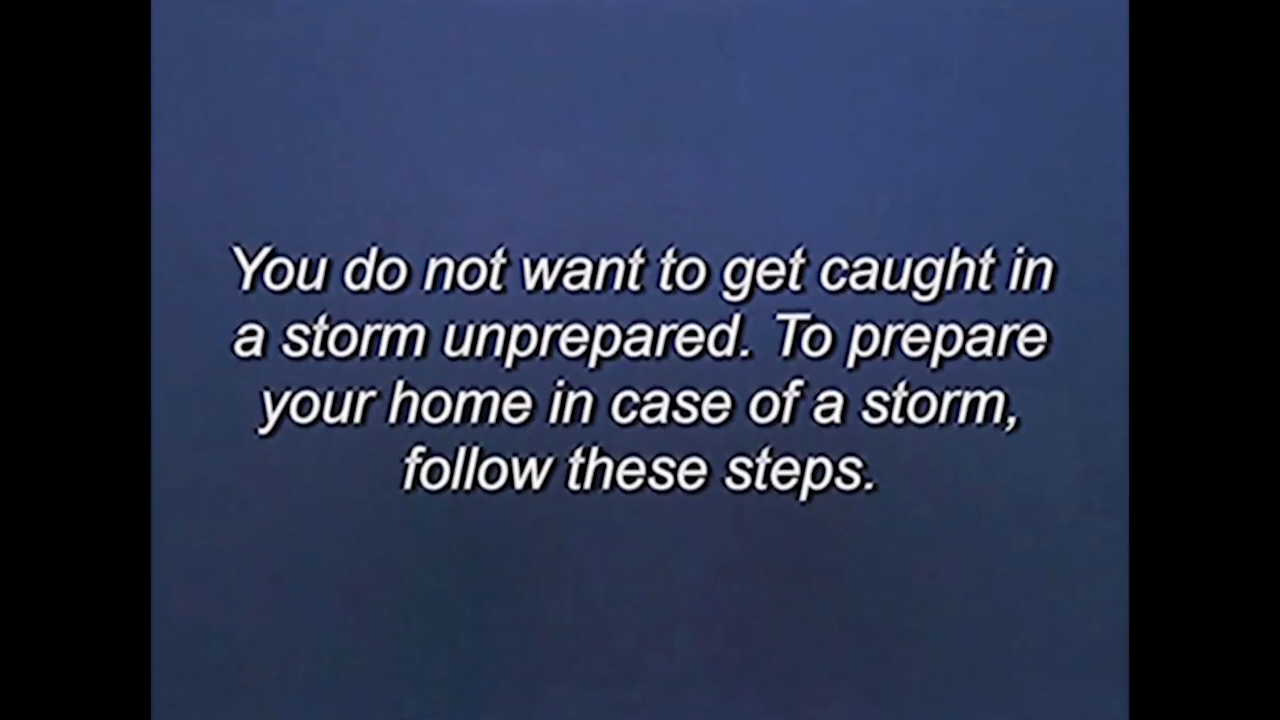 You do not want to get caught in
a storm unprepared. To prepare
your home in case of a storm,
follow these steps.